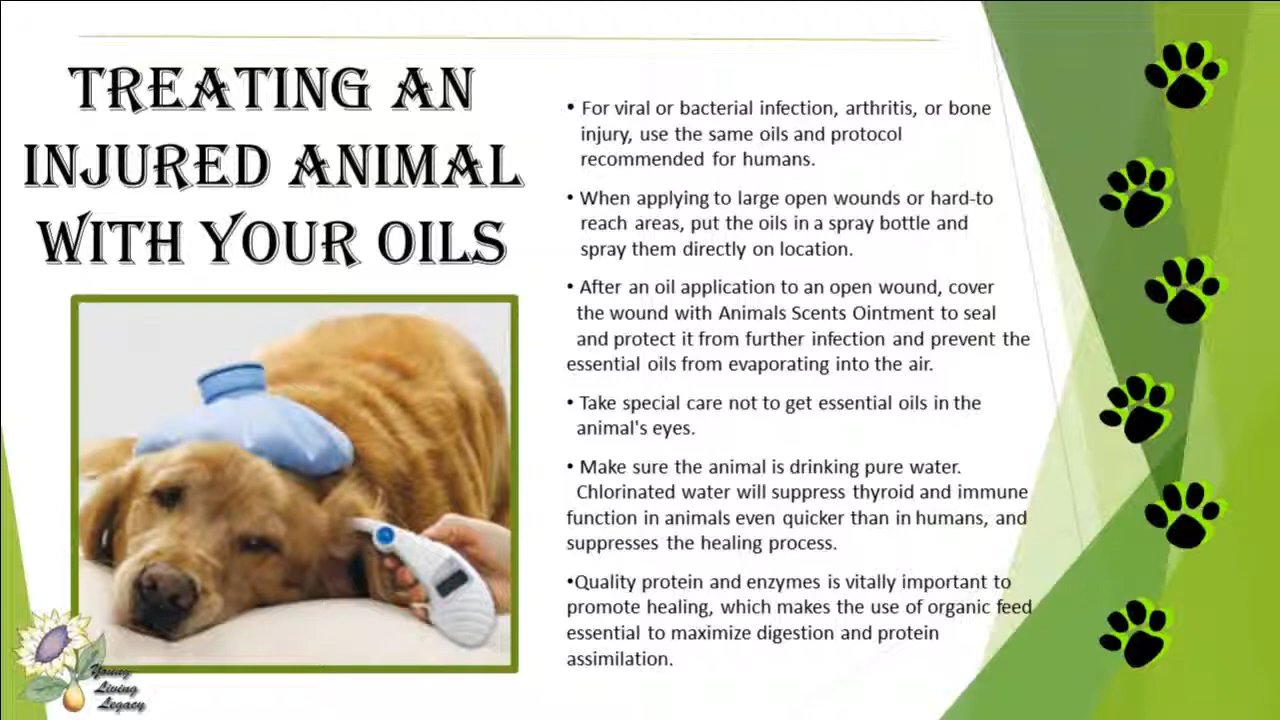 TREATING AN
INJURED ANIMAL
WITH YOUR OILS
• For viral or bacterial infection, arthritis, or bone
injury, use the same oils and protocol
recommended for humans.
• When applying to large open wounds or hard-to
reach areas, put the oils in a spray bottle and
spray them directly on location.
• After an oil application to an open wound, cover
the wound with Animals Scents Ointment to seal
and protect it from further infection and prevent the
essential oils from evaporating into the air.
• Take special care not to get essential oils in the
animal's eyes.
• Make sure the animal is drinking pure water.
Chlorinated water will suppress thyroid and immune
function in animals even quicker than in humans, and
suppresses the healing process.
•Quality protein and enzymes is vitally important to
promote healing, which makes the use of organic feed
essential to maximize digestion and protein
assimilation.
Young
Living
Legacy